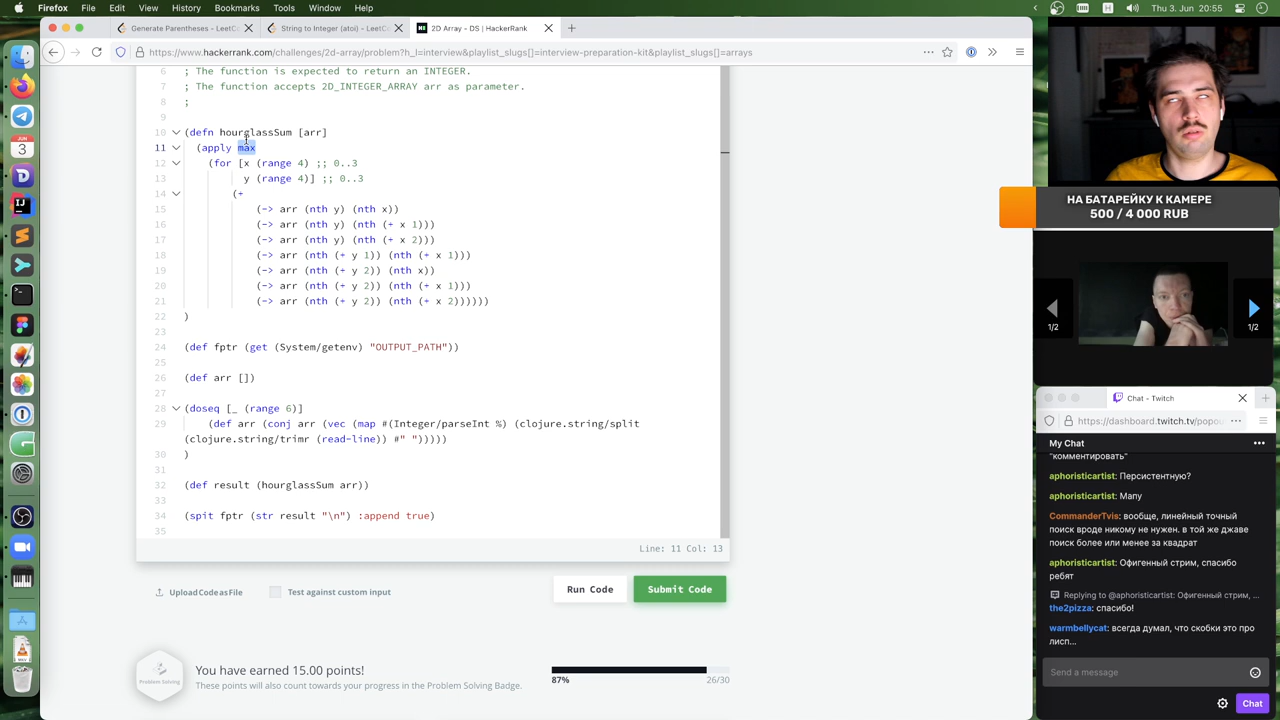 Firefox File Edit View History Bookmarks Tools Window Help
Thu 3 Jun 20:55
Generate Parentheses – LeetCo
String to Integer (atoi) – LeetCo
2D Array - DS | HackerRank
https://www.hackerrank.com/challenges/2d-array/problem?h_l=interview&playlist_slugs[]=interview-preparation-kit&playlist_slugs[]=arrays
6 ; The function is expected to return an INTEGER.
7 ; The function accepts 2D_INTEGER_ARRAY arr as parameter.
8 ;
9
10 (defn hourglassSum [arr]
11 (apply max
12 (for [x (range 4) ;; 0..3
13 y (range 4)] ;; 0..3
14 (+
15 (-> arr (nth y) (nth x))
16 (-> arr (nth y) (nth (+ x 1)))
17 (-> arr (nth y) (nth (+ x 2)))
18 (-> arr (nth (+ y 1)) (nth (+ x 1)))
19 (-> arr (nth (+ y 2)) (nth x))
20 (-> arr (nth (+ y 2)) (nth (+ x 1)))
21 (-> arr (nth (+ y 2)) (nth (+ x 2))))))
22 )
23
24 (def fptr (get (System/getenv) "OUTPUT_PATH"))
25
26 (def arr [])
27
28 (doseq [_ (range 6)]
29 (def arr (conj arr (vec (map #(Integer/parseInt %) (clojure.string/split
(clojure.string/trimr (read-line)) #" ")))))
30 )
31
32 (def result (hourglassSum arr))
33
34 (spit fptr (str result "\n") :append true)
35
Line: 11 Col: 13
Upload Code as File
Test against custom input
Run Code
Submit Code
Problem Solving
You have earned 15.00 points!
These points will also count towards your progress in the Problem Solving Badge.
87%
26/30
JUN
3
НА БАТАРЕЙКУ К КАМЕРЕ
500 / 4 000 RUB
1/2
1/2
Chat – Twitch
https://dashboard.twitch.tv/popou
My Chat
"комментировать"
aphoristicartist: Персистентную?
aphoristicartist: Мапу
CommanderTvis: вообще, линейный точный
поиск вроде никому не нужен. в той же джаве
поиск более или менее за квадрат
aphoristicartist: Офигенный стрим, спасибо
ребят
Replying to @aphoristicartist: Офигенный стрим, ...
the2pizza: спасибо!
warmbellycat: всегда думал, что скобки это про
лисп...
Send a message
Chat